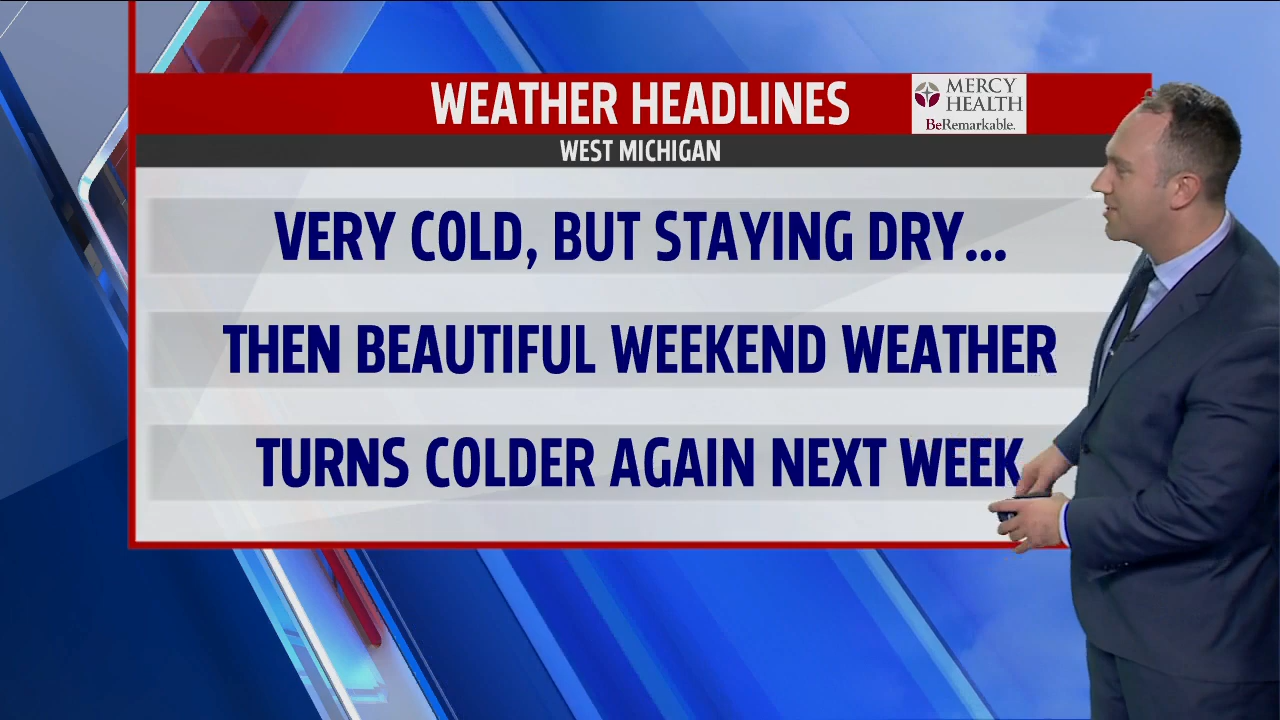 WEATHER HEADLINES
MERCY
HEALTH
BeRemarkable.
WEST MICHIGAN
VERY COLD, BUT STAYING DRY...
THEN BEAUTIFUL WEEKEND WEATHER
TURNS COLDER AGAIN NEXT WEEK